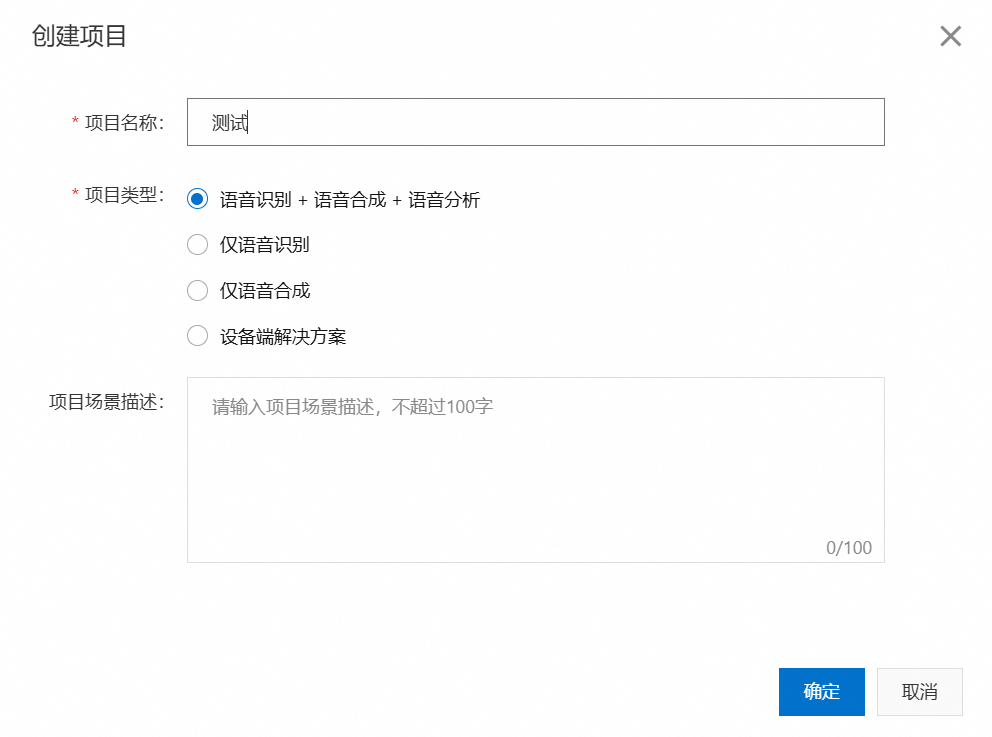 创建项目
* 项目名称：
测试
* 项目类型：
语音识别 + 语音合成 + 语音分析
仅语音识别
仅语音合成
设备端解决方案
项目场景描述：
请输入项目场景描述，不超过100字
0/100
确定
取消